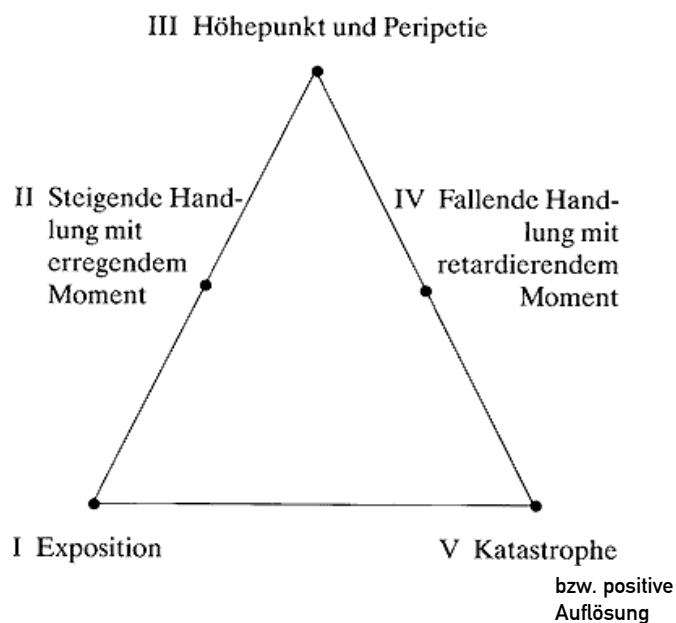 III Höhepunkt und Peripetie
II Steigende Hand-
lung mit
erregendem
Moment
IV Fallende Hand-
lung mit
retardierendem
Moment
I Exposition
V Katastrophe
bzw. positive
Auflösung